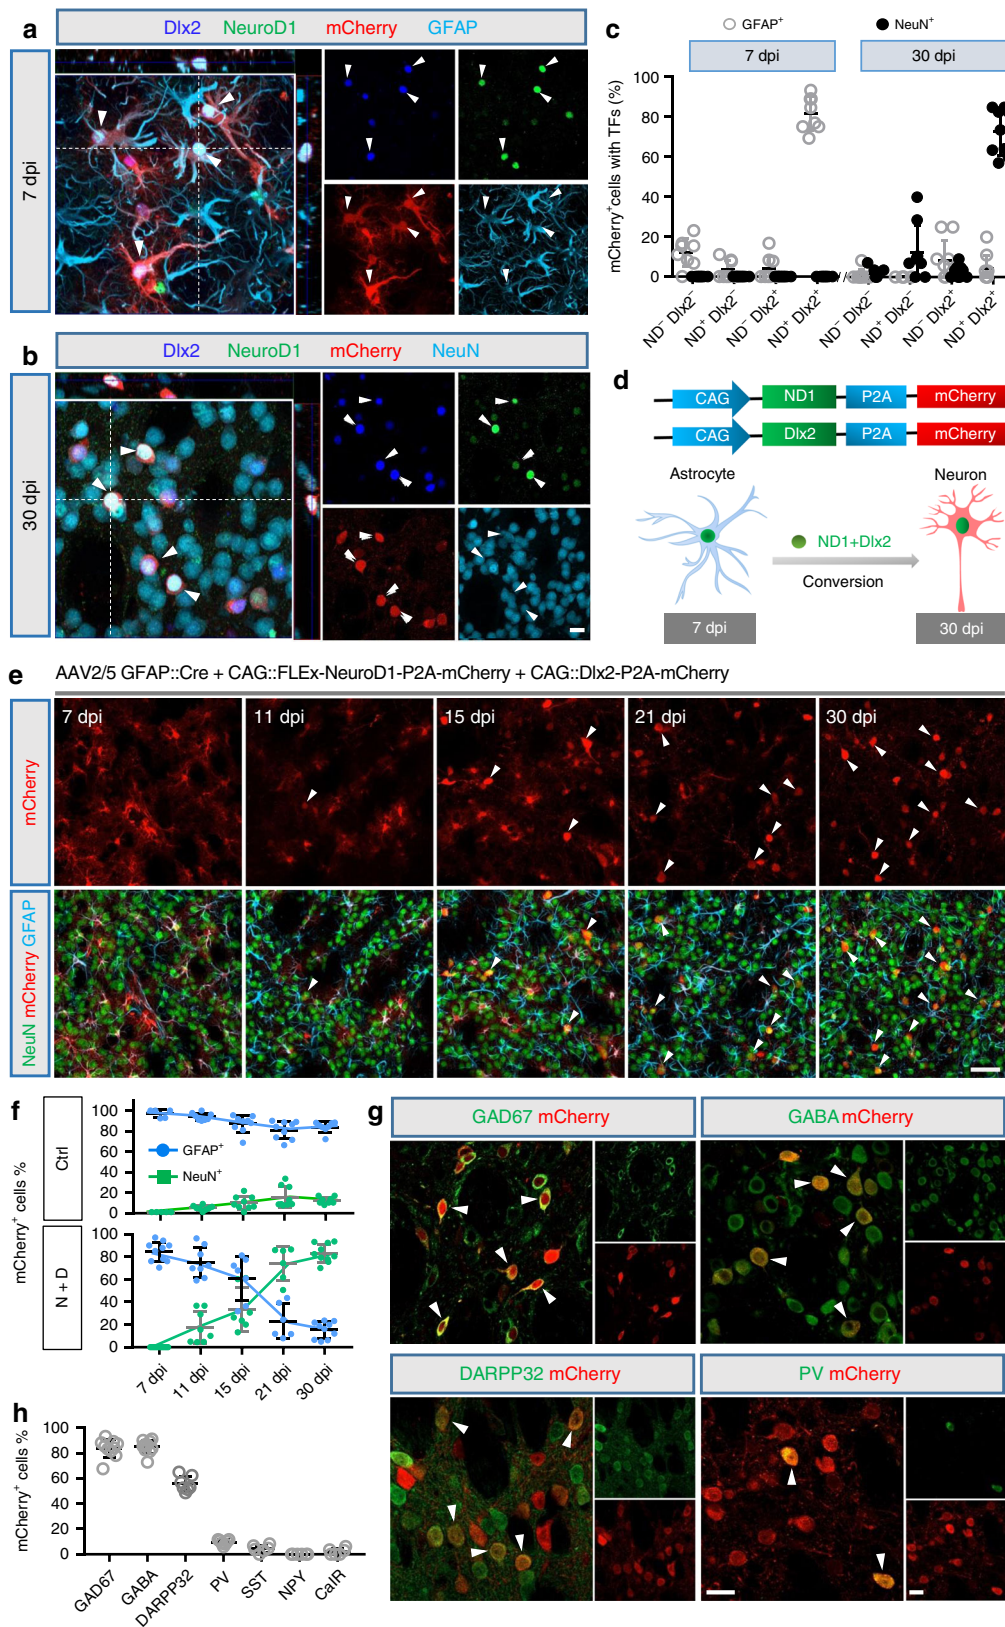 a
Dlx2 NeuroD1 mCherry GFAP
7 dpi
b
Dlx2 NeuroD1 mCherry NeuN
30 dpi
c
GFAP⁺ NeuN⁺
7 dpi 30 dpi
mCherry⁺cells with TFs (%)
100
80
60
40
20
0
ND⁻ Dlx2⁻
ND⁺ Dlx2⁻
ND⁻ Dlx2⁺
ND⁺ Dlx2⁺
ND⁻ Dlx2⁻
ND⁺ Dlx2⁻
ND⁻ Dlx2⁺
ND⁺ Dlx2⁺
d
CAG ND1 P2A mCherry
CAG Dlx2 P2A mCherry
Astrocyte
Neuron
ND1+Dlx2
Conversion
7 dpi
30 dpi
e
AAV2/5 GFAP::Cre + CAG::FLEx-NeuroD1-P2A-mCherry + CAG::Dlx2-P2A-mCherry
mCherry
7 dpi 11 dpi 15 dpi 21 dpi 30 dpi
NeuN mCherry GFAP
f
mCherry⁺ cells %
Ctrl
100
80
60
40
20
0
GFAP⁺
NeuN⁺
N + D
100
80
60
40
20
0
7 dpi
11 dpi
15 dpi
21 dpi
30 dpi
g
GAD67 mCherry
GABA mCherry
DARPP32 mCherry
PV mCherry
h
mCherry⁺ cells %
100
80
60
40
20
0
GAD67
GABA
DARPP32
PV
SST
NPY
CalR